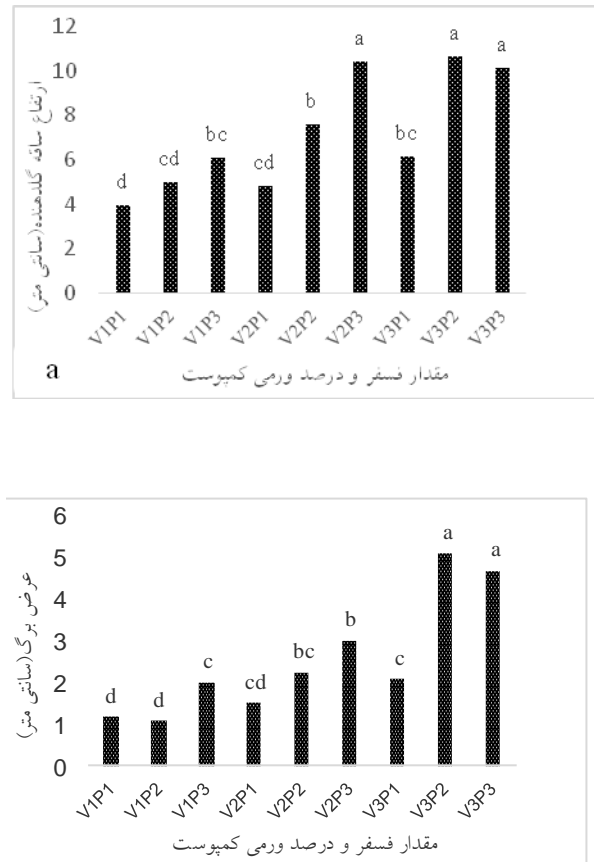 ارتفاع ساقه گلدهنده(سانتی متر)
12
10
8
6
4
2
0
d
cd
bc
cd
b
a
bc
a
a
V1P1
V1P2
V1P3
V2P1
V2P2
V2P3
V3P1
V3P2
V3P3
a
مقدار فسفر و درصد ورمی کمپوست
عرض برگ(سانتی متر)
6
5
4
3
2
1
0
d
d
c
cd
bc
b
c
a
a
V1P1
V1P2
V1P3
V2P1
V2P2
V2P3
V3P1
V3P2
V3P3
مقدار فسفر و درصد ورمی کمپوست